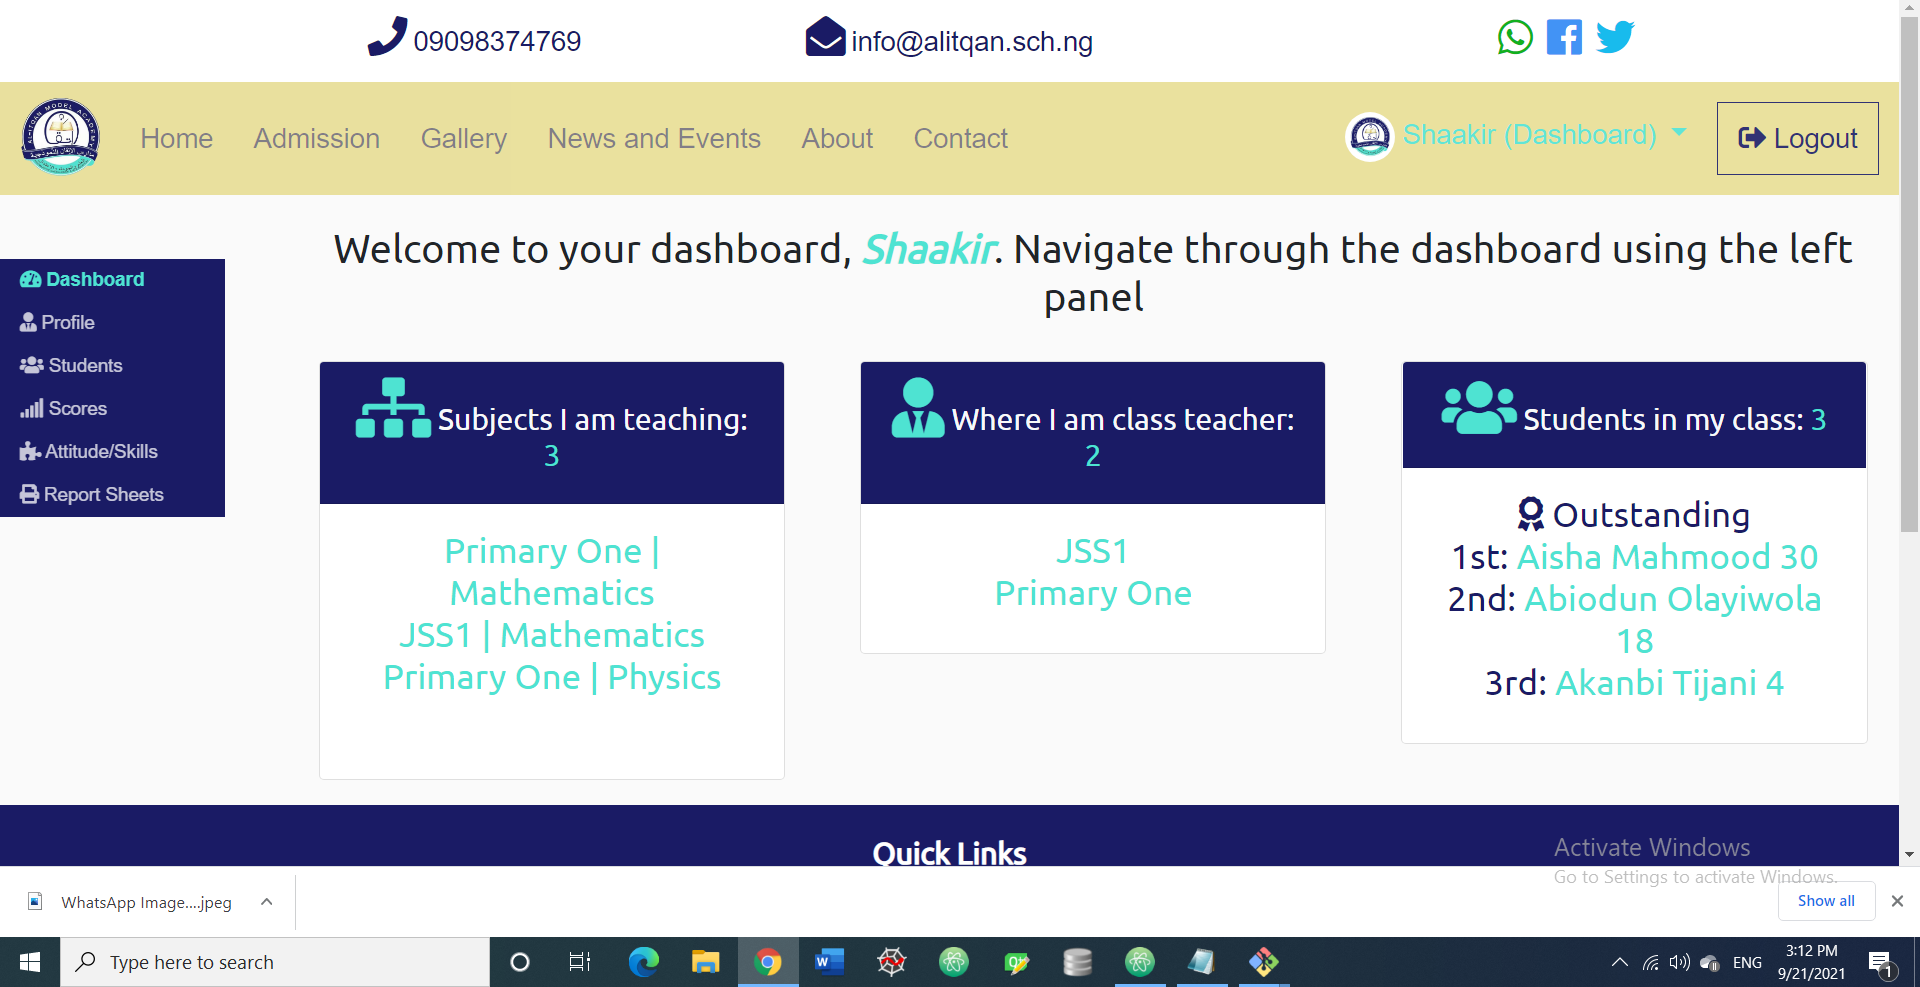 09098374769
info@alitqan.sch.ng
Home
Admission
Gallery
News and Events
About
Contact
Shaakir (Dashboard)
Logout
Welcome to your dashboard, Shaakir. Navigate through the dashboard using the left
panel
Dashboard
Profile
Students
Scores
Attitude/Skills
Report Sheets
Subjects I am teaching:
3
Primary One |
Mathematics
JSS1 | Mathematics
Primary One | Physics
Where I am class teacher:
2
JSS1
Primary One
Students in my class: 3
Outstanding
1st: Aisha Mahmood 30
2nd: Abiodun Olayiwola
18
3rd: Akanbi Tijani 4
Quick Links
Activate Windows
Go to Settings to activate Windows.
WhatsApp Image....jpeg
Show all
Type here to search
ENG
3:12 PM
9/21/2021
1